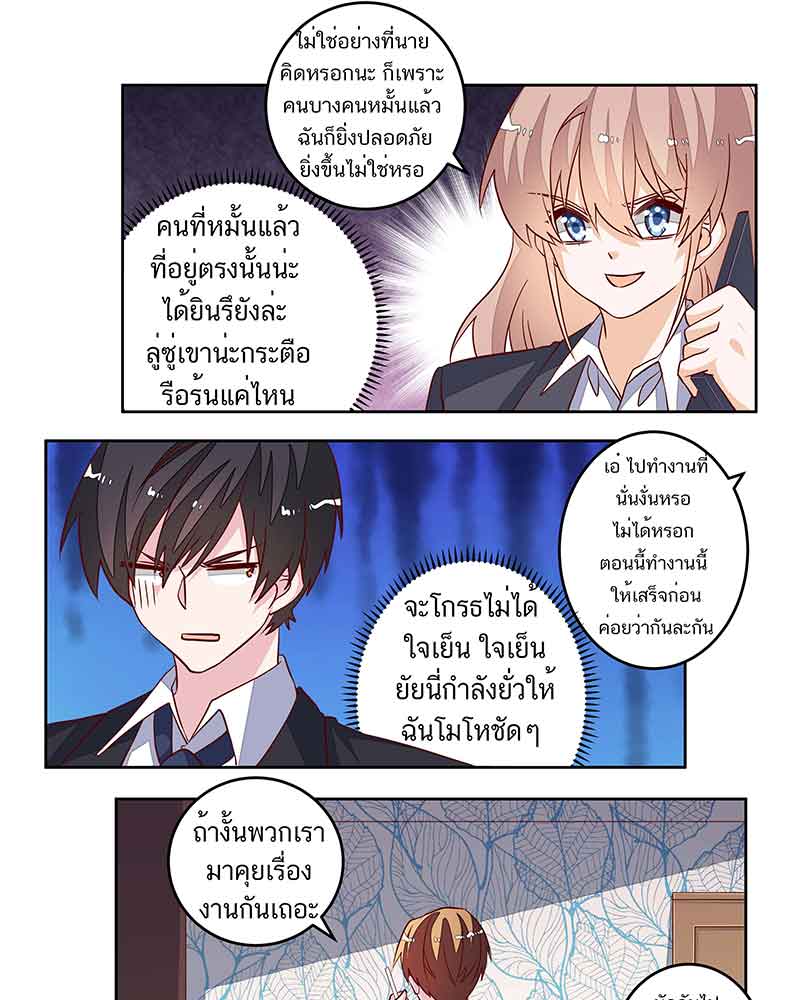 ไม่ใช่อย่างที่นาย
คิดหรอกนะ ก็เพราะ
คนบางคนหมั้นแล้ว
ฉันก็ยิ่งปลอดภัย
ยิ่งขึ้นไม่ใช่หรอ
คนที่หมั้นแล้ว
ที่อยู่ตรงนั้นน่ะ
ได้ยินรึยังล่ะ
ลู่ซู่เขาน่ะกระตือ
รือร้นแค่ไหน
เอ๋ ไปทำงานที่
นั่นงั่นหรอ
ไม่ได้หรอก
ตอนนี้ทำงานนี้
ให้เสร็จก่อน
ค่อยว่ากันละกัน
จะโกรธไม่ได้
ใจเย็น ใจเย็น
ยัยนี่กำลังยั่วให้
ฉันโมโหชัดๆ
ถ้างั้นพวกเรา
มาคุยเรื่อง
งานกันเถอะ